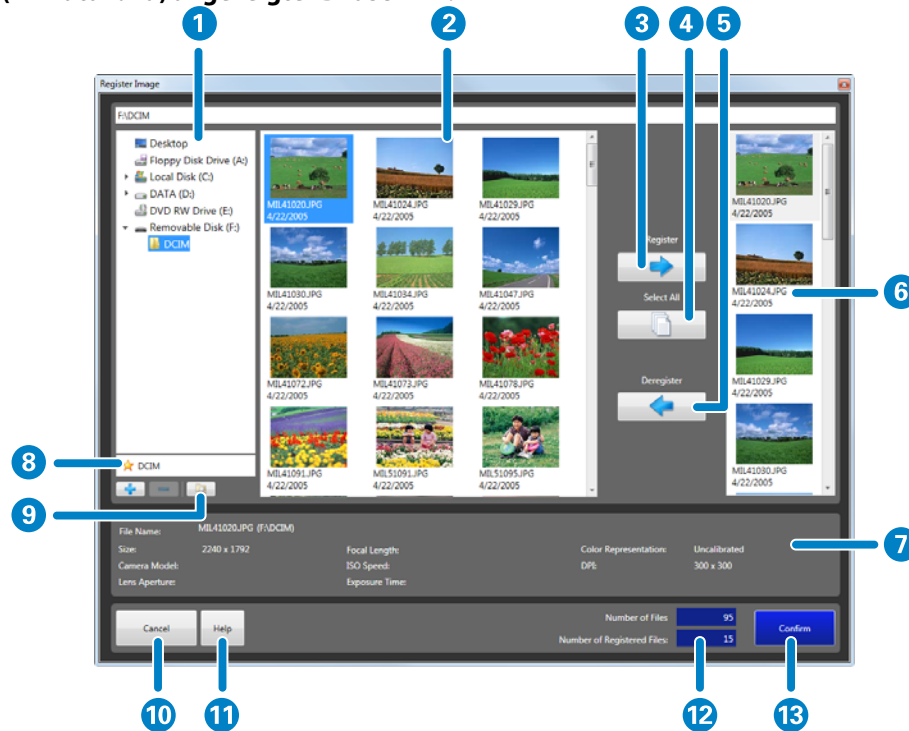 1
2
3
4
5
Register Image
F:\DCIM
Desktop
Floppy Disk Drive (A:)
Local Disk (C:)
DATA (D:)
DVD RW Drive (E:)
Removable Disk (F:)
DCIM
MIL41020.JPG
4/22/2005
MIL41024.JPG
4/22/2005
MIL41029.JPG
4/22/2005
MIL41030.JPG
4/22/2005
MIL41034.JPG
4/22/2005
MIL41047.JPG
4/22/2005
MIL41072.JPG
4/22/2005
MIL41073.JPG
4/22/2005
MIL41078.JPG
4/22/2005
MIL41091.JPG
4/22/2005
MIL51091.JPG
4/22/2005
MIL51095.JPG
4/22/2005
Register
Select All
Deregister
MIL41020.JPG
4/22/2005
MIL41024.JPG
4/22/2005
MIL41029.JPG
4/22/2005
MIL41030.JPG
4/22/2005
6
8
DCIM
9
7
File Name: MIL41020.JPG (F:\DCIM)
Size: 2240 x 1792 Focal Length: Color Representation: Uncalibrated
Camera Model: ISO Speed: DPI: 300 x 300
Lens Aperture: Exposure Time:
Cancel
Help
Number of Files 95
Number of Registered Files: 15
Confirm
10
11
12
13